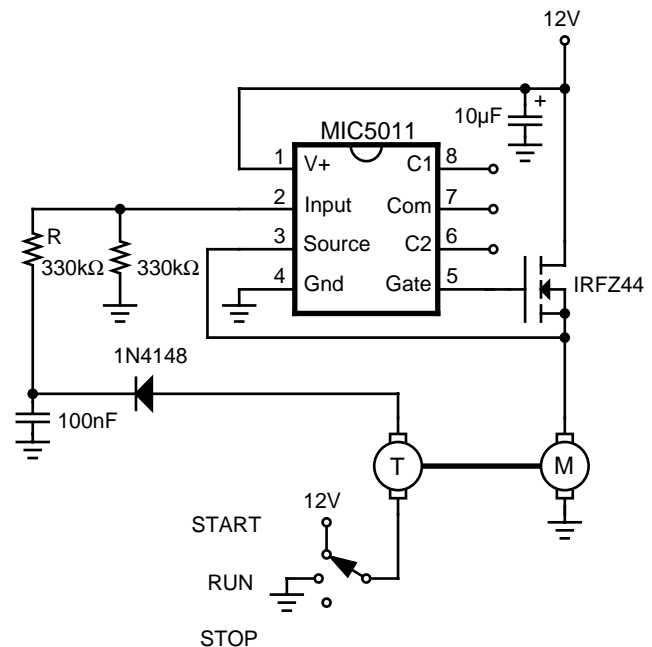 12V
+
10µF
MIC5011
1 V+ C1 8
2 Input Com 7
3 Source C2 6
4 Gnd Gate 5
R
330kΩ 330kΩ
IRFZ44
1N4148
100nF
T M
12V
START
RUN
STOP